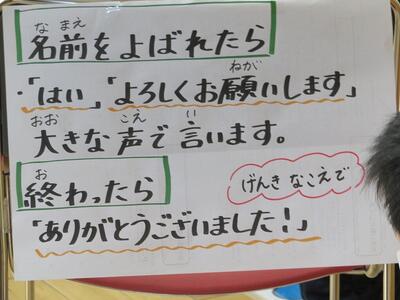 名前をよばれたら
・「はい」「よろしくお願いします」
大きな声で言います。
終わったら
げんきなこえで
「ありがとうございました！」